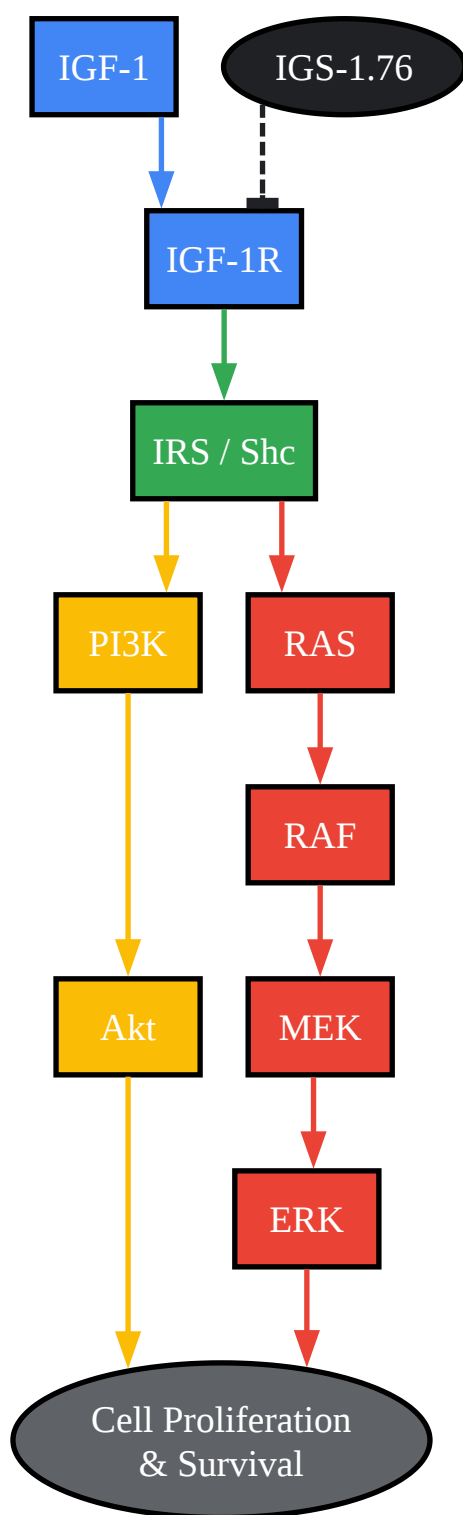 IGF-1
IGS-1.76
IGF-1R
IRS / Shc
PI3K
RAS
RAF
Akt
MEK
ERK
Cell Proliferation
& Survival